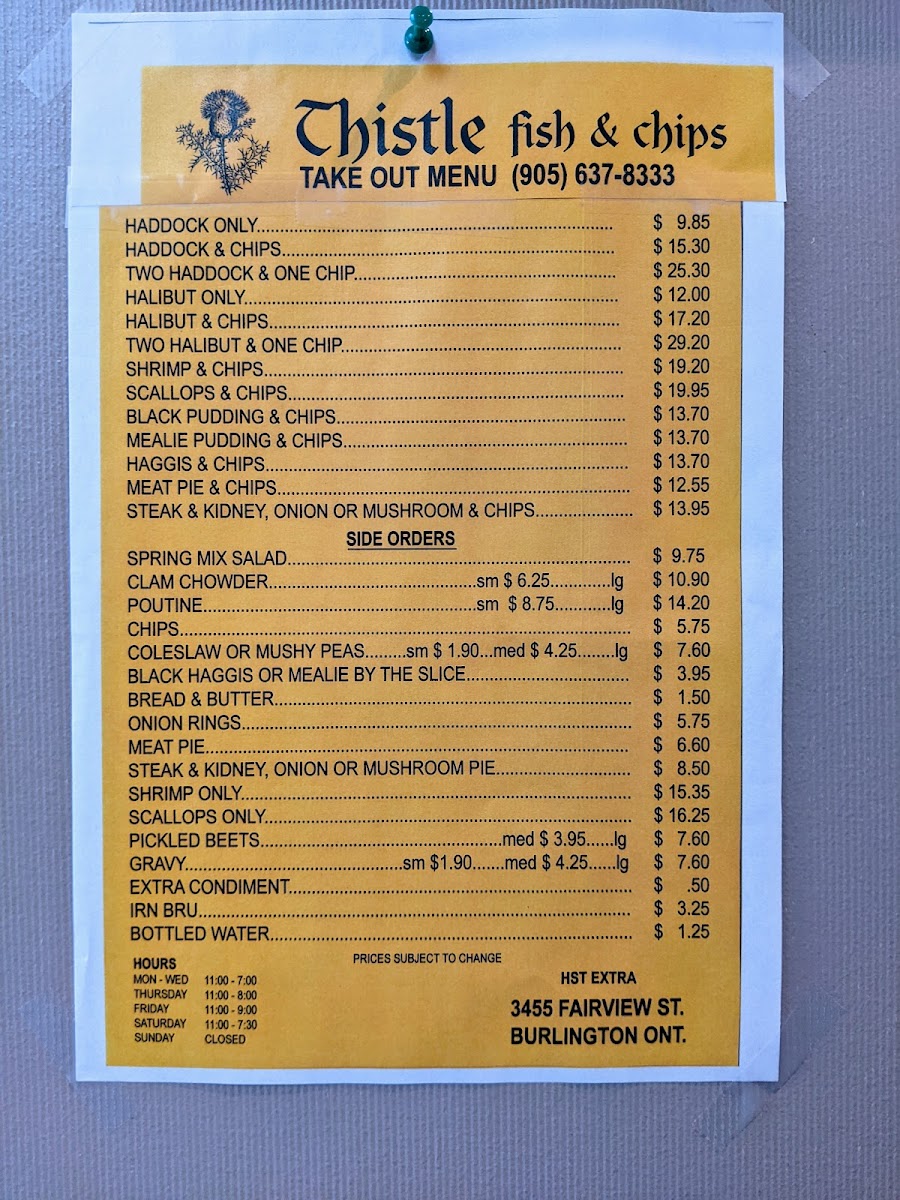 Thistle fish & chips
TAKE OUT MENU (905) 637-8333
HADDOCK ONLY........ $ 9.85
HADDOCK & CHIPS........ $ 15.30
TWO HADDOCK & ONE CHIP........ $ 25.30
HALIBUT ONLY........ $ 12.00
HALIBUT & CHIPS........ $ 17.20
TWO HALIBUT & ONE CHIP........ $ 29.20
SHRIMP & CHIPS........ $ 19.20
SCALLOPS & CHIPS........ $ 19.95
BLACK PUDDING & CHIPS........ $ 13.70
MEALIE PUDDING & CHIPS........ $ 13.70
HAGGIS & CHIPS........ $ 13.70
MEAT PIE & CHIPS........ $ 12.55
STEAK & KIDNEY, ONION OR MUSHROOM & CHIPS........ $ 13.95
SIDE ORDERS
SPRING MIX SALAD........ $ 9.75
CLAM CHOWDER........sm $ 6.25........lg $ 10.90
POUTINE........sm $ 8.75........lg $ 14.20
CHIPS........ $ 5.75
COLESLAW OR MUSHY PEAS........sm $ 1.90...med $ 4.25........lg $ 7.60
BLACK HAGGIS OR MEALIE BY THE SLICE........ $ 3.95
BREAD & BUTTER........ $ 1.50
ONION RINGS........ $ 5.75
MEAT PIE........ $ 6.60
STEAK & KIDNEY, ONION OR MUSHROOM PIE........ $ 8.50
SHRIMP ONLY........ $ 15.35
SCALLOPS ONLY........ $ 16.25
PICKLED BEETS........med $ 3.95......lg $ 7.60
GRAVY........sm $1.90.......med $ 4.25......lg $ 7.60
EXTRA CONDIMENT........ $ .50
IRN BRU........ $ 3.25
BOTTLED WATER........ $ 1.25
PRICES SUBJECT TO CHANGE
HOURS
MON - WED 11:00 - 7:00
THURSDAY 11:00 - 8:00
FRIDAY 11:00 - 9:00
SATURDAY 11:00 - 7:30
SUNDAY CLOSED
HST EXTRA
3455 FAIRVIEW ST.
BURLINGTON ONT.